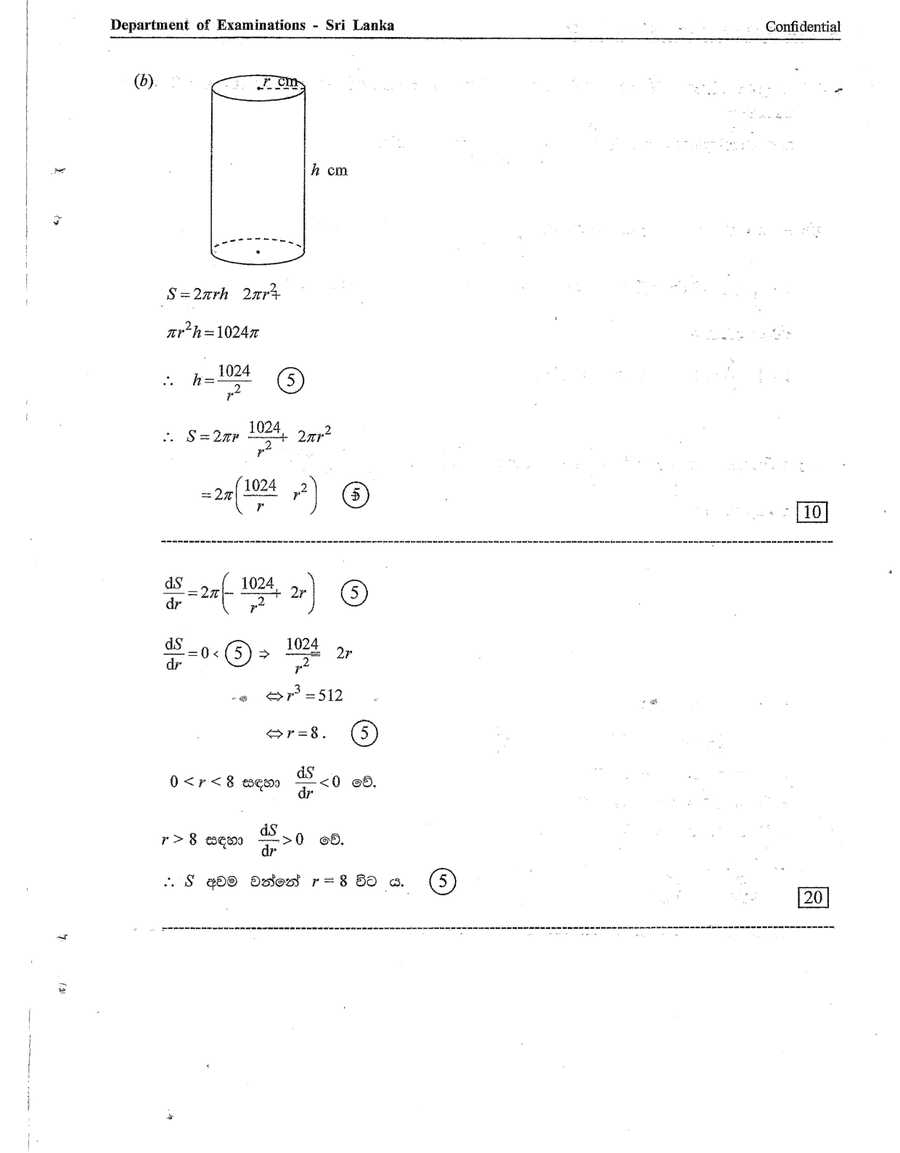 Department of Examinations - Sri Lanka Confidential
(b)
r cm
h cm
S = 2πrh 2πr²+
πr²h = 1024π
∴ h = 1024/r² (5)
∴ S = 2πr 1024/r² + 2πr²
= 2π(1024/r r²) (5)
10
dS/dr = 2π(− 1024/r² + 2r) (5)
dS/dr = 0 < (5) ⇒ 1024/r² = 2r
⇔ r³ = 512
⇔ r = 8 . (5)
0 < r < 8 සඳහා dS/dr < 0 වේ.
r > 8 සඳහා dS/dr > 0 වේ.
∴ S අවම වන්නේ r = 8 විට ය. (5)
20